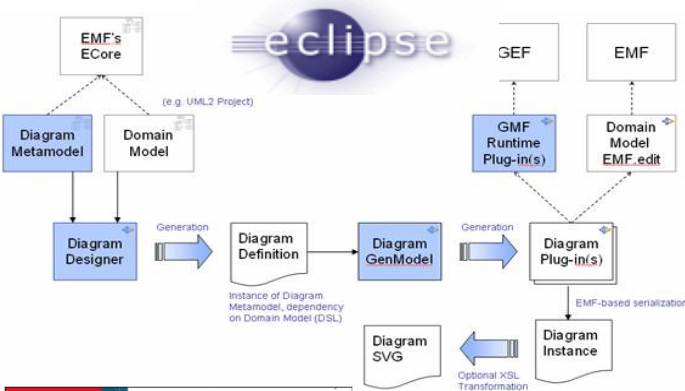 eclipse
EMF's
ECore
GEF
EMF
(e.g. UML2 Project)
Diagram
Metamodel
Domain
Model
GMF
Runtime
Plug-in(s)
Domain
Model
EMF.edit
Diagram
Designer
Generation
Diagram
Definition
Diagram
GenModel
Generation
Diagram
Plug-in(s)
Instance of Diagram
Metamodel, dependency
on Domain Model (DSL)
EMF-based serialization
Diagram
SVG
Optional XSL
Transformation
Diagram
Instance